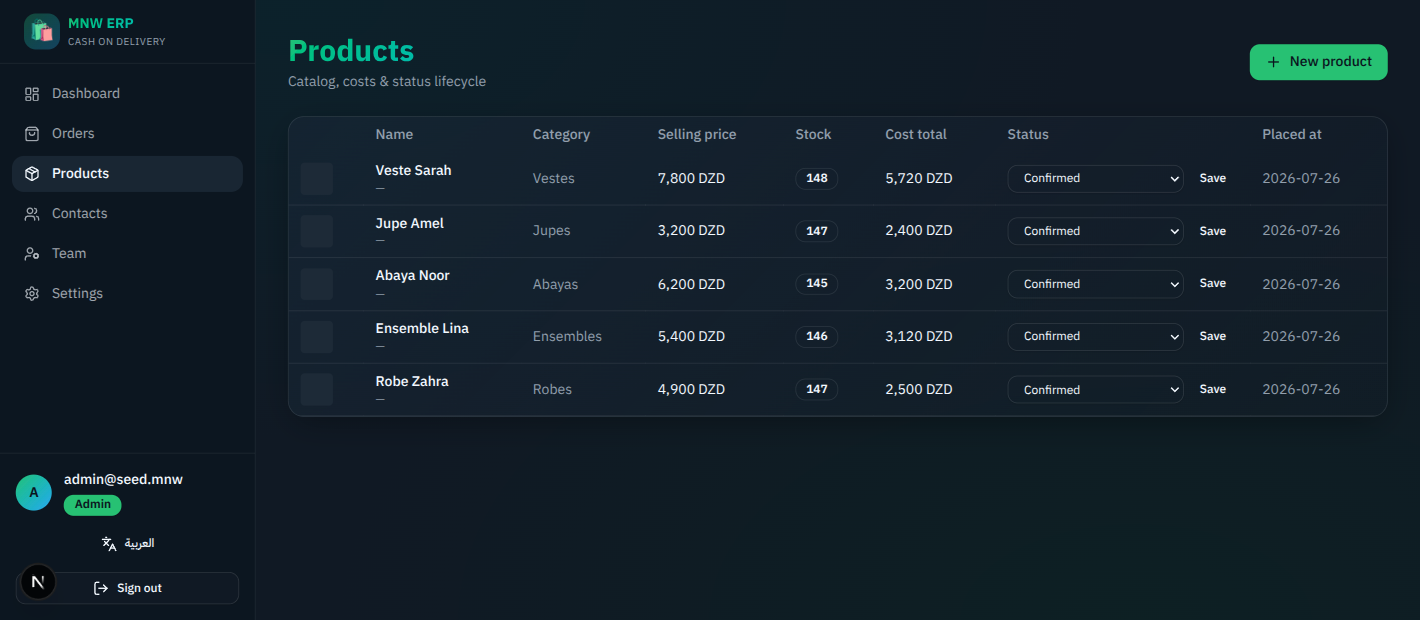 MNW ERP
CASH ON DELIVERY
Dashboard
Orders
Products
Contacts
Team
Settings
admin@seed.mnw
A
Admin
العربية
N
Sign out
Products
Catalog, costs & status lifecycle
+ New product
Name Category Selling price Stock Cost total Status Placed at
Veste Sarah
— Vestes 7,800 DZD 148 5,720 DZD Confirmed Save 2026-07-26
Jupe Amel
— Jupes 3,200 DZD 147 2,400 DZD Confirmed Save 2026-07-26
Abaya Noor
— Abayas 6,200 DZD 145 3,200 DZD Confirmed Save 2026-07-26
Ensemble Lina
— Ensembles 5,400 DZD 146 3,120 DZD Confirmed Save 2026-07-26
Robe Zahra
— Robes 4,900 DZD 147 2,500 DZD Confirmed Save 2026-07-26